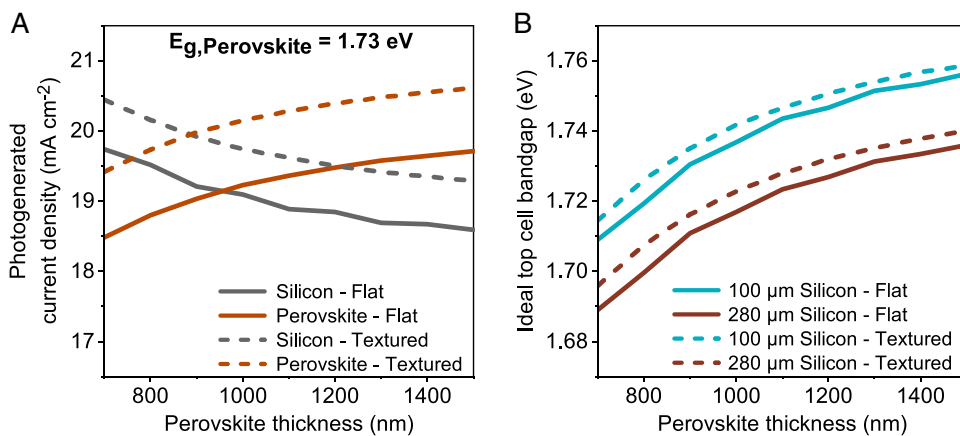 A
E g,Perovskite = 1.73 eV
Photogenerated
current density (mA cm⁻²)
21
20
19
18
17
Silicon - Flat
Perovskite - Flat
Silicon - Textured
Perovskite - Textured
800
1000
1200
1400
Perovskite thickness (nm)
B
Ideal top cell bandgap (eV)
1.76
1.74
1.72
1.70
1.68
100 μm Silicon - Flat
280 μm Silicon - Flat
100 μm Silicon - Textured
280 μm Silicon - Textured
800
1000
1200
1400
Perovskite thickness (nm)